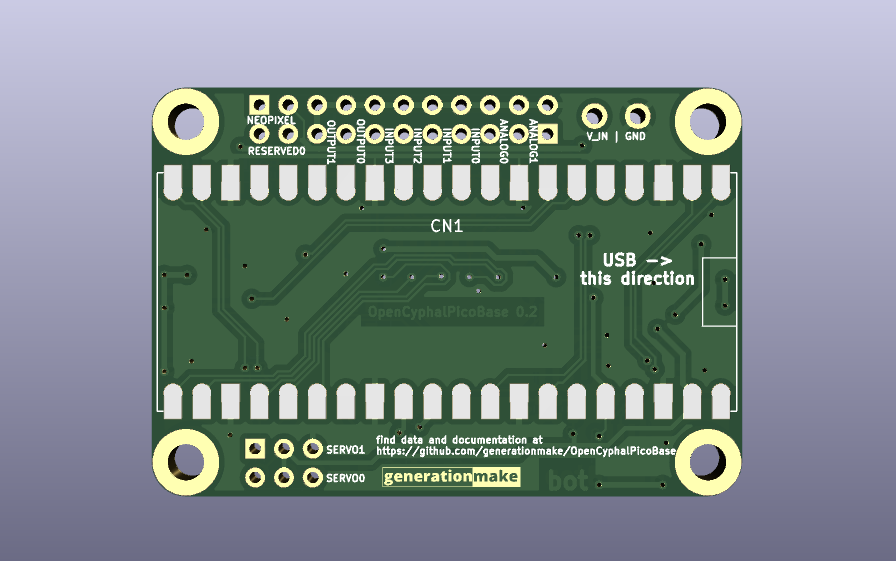 NEOPIXEL
RESERVED0
OUTPUT1
OUTPUT0
INPUT3
INPUT2
INPUT1
INPUT0
ANALOG0
ANALOG1
V_IN | GND
CN1
USB ->
this direction
OpenCyphalPicoBase 0.2
SERVO1
SERVO0
find data and documentation at
https://github.com/generationmake/OpenCyphalPicoBase
generationmake
bot